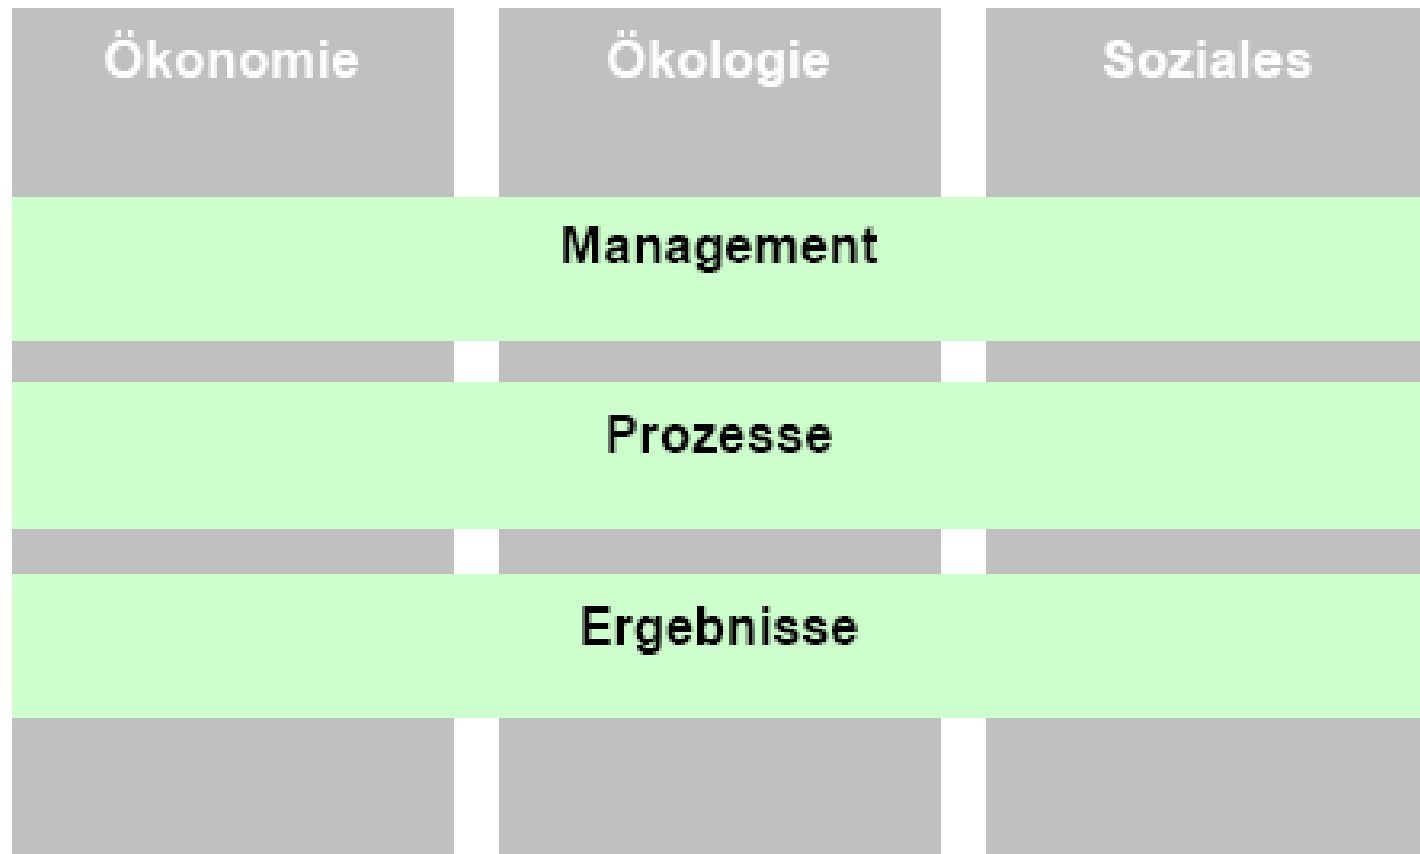 Ökonomie Ökologie Soziales
Management
Prozesse
Ergebnisse